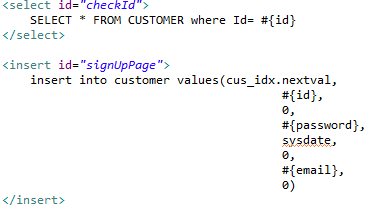 <select id="checkId">
SELECT * FROM CUSTOMER where Id= #{id}
</select>
<insert id="signUpPage">
insert into customer values(cus_idx.nextval,
#{id},
0,
#{password},
sysdate,
0,
#{email},
0)
</insert>